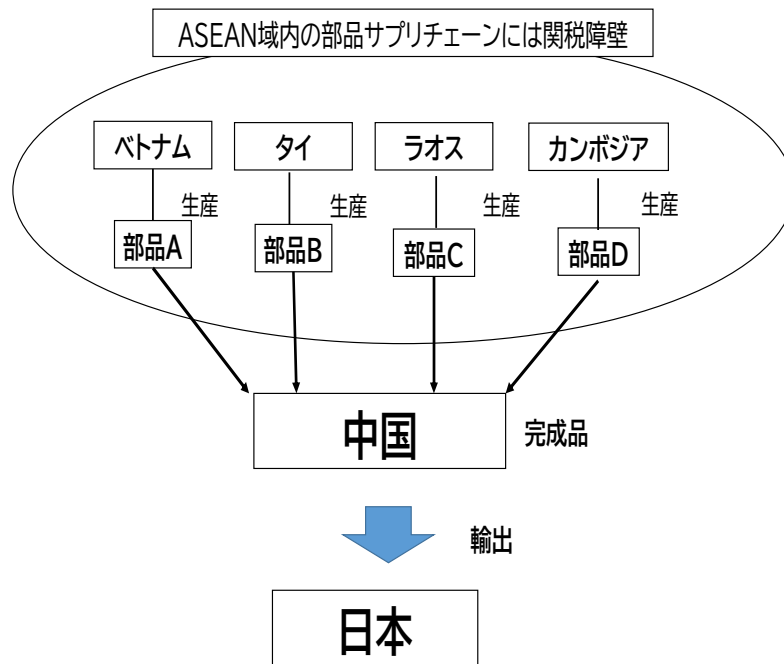 ASEAN域内の部品サプリチェーンには関税障壁
ベトナム
タイ
ラオス
カンボジア
生産
生産
生産
生産
部品A
部品B
部品C
部品D
中国
完成品
輸出
日本